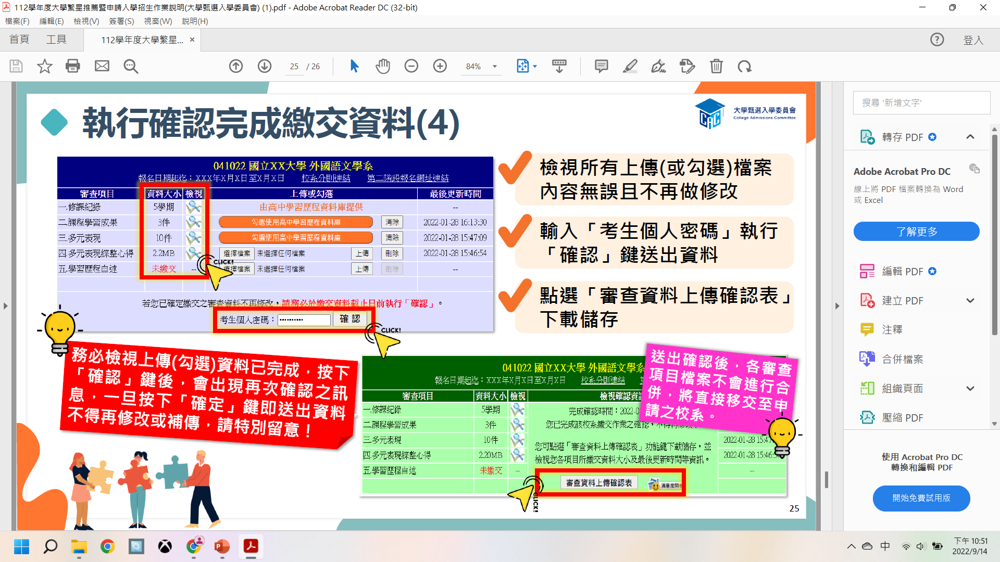 112學年度大學繁星推薦暨申請入學招生作業說明(大學甄選入學委員會) (1).pdf - Adobe Acrobat Reader DC (32-bit)
檔案(F) 編輯(E) 檢視(V) 簽署(S) 視窗(W) 說明(H)
首頁 工具 112學年度大學繁星... × ? 登入
25 / 26 84%
執行確認完成繳交資料(4)
CAC 大學甄選入學委員會
College Admissions Committee
041022 國立XX大學 外國語文學系
報名日期起迄：XXX年X月X日至X月X日 校系分則連結 第二階段報名網址連結
審查項目 資料大小 檢視 上傳或勾選 最後更新時間
一.修課紀錄 5學期 由高中學習歷程資料庫提供 --
二.課程學習成果 3件 勾選使用高中學習歷程資料庫 清除 2022-01-28 16:13:30
三.多元表現 10件 勾選使用高中學習歷程資料庫 清除 2022-01-28 15:47:09
四.多元表現綜整心得 2.2MB 選擇檔案 未選擇任何檔案 上傳 刪除 2022-01-28 15:46:54
五.學習歷程自述 未繳交 -- 選擇檔案 未選擇任何檔案 上傳 刪除 --
CLICK!
若您已確定繳交之審查資料不再修改，請務必於繳交資料截止日前執行「確認」。
考生個人密碼：•••••••••• 確 認
CLICK!
檢視所有上傳(或勾選)檔案
內容無誤且不再做修改
輸入「考生個人密碼」執行
「確認」鍵送出資料
點選「審查資料上傳確認表」
下載儲存
務必檢視上傳(勾選)資料已完成，按下
「確認」鍵後，會出現再次確認之訊
息，一旦按下「確定」鍵即送出資料，
不得再修改或補傳，請特別留意！
041022 國立XX大學 外國語文學系
報名日期起迄：XXX年X月X日至X月X日 校系分則連結
審查項目 資料大小 檢視 檢視確認資
一.修課紀錄 5學期 完成確認時間：2022-0
二.課程學習成果 3件 您已完成該校系繳交作業之確認，不得再修改！
三.多元表現 10件 2022-01-28 15:47
您可點選「審查資料上傳確認表」功能鍵下載儲存，並
四.多元表現綜整心得 2.20MB 檢視您各項目所繳交資料大小及最後更新時間等資訊。 2022-01-28 15:46:54
五.學習歷程自述 未繳交 -- --
審查資料上傳確認表 滿意度問卷
CLICK!
送出確認後，各審查
項目檔案不會進行合
併，將直接移交至申
請之校系。
25
搜尋 '新增文字'
轉存 PDF
Adobe Acrobat Pro DC
線上將 PDF 檔案轉換為 Word
或 Excel
了解更多
編輯 PDF
建立 PDF
注釋
合併檔案
組織頁面
壓縮 PDF
使用 Acrobat Pro DC
轉換和編輯 PDF
開始免費試用版
中 下午 10:51
2022/9/14